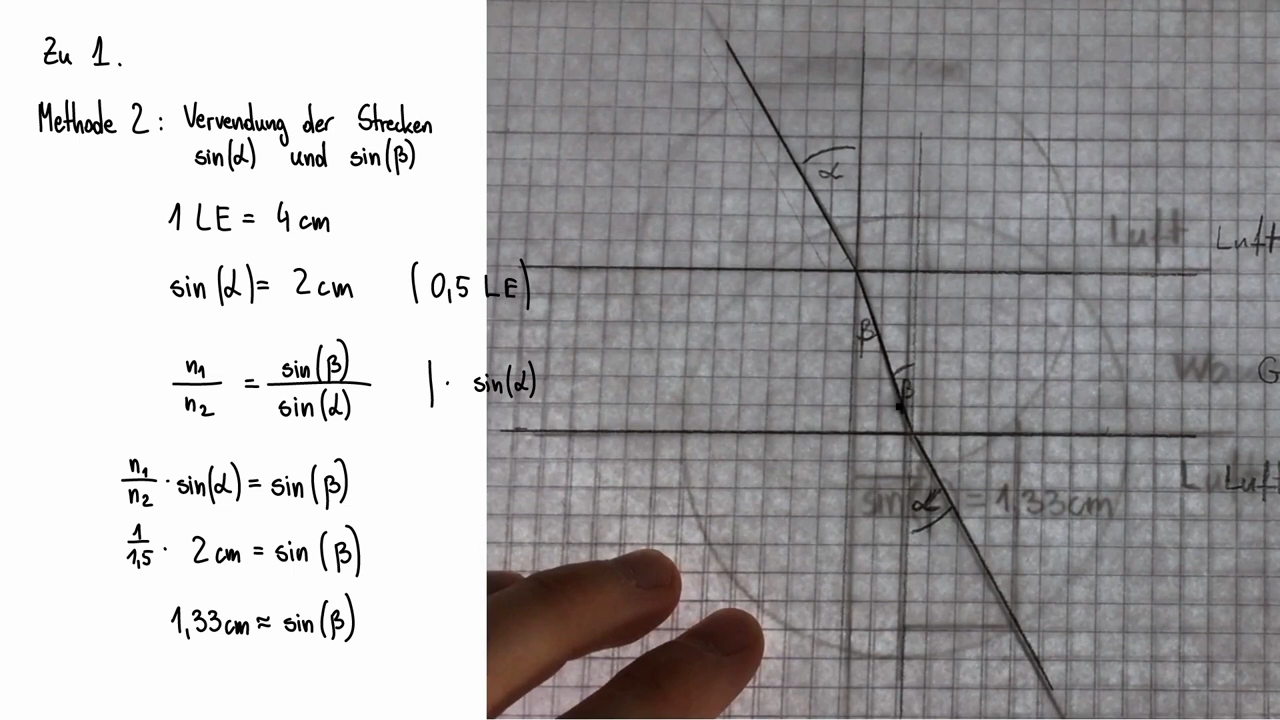 Zu 1.
Methode 2: Vervendung der Strecken
sin(α) und sin(β)
1 LE = 4 cm
sin(α) = 2 cm (0,5 LE)
n₁/n₂ = sin(β)/sin(α) | · sin(α)
n₁/n₂ · sin(α) = sin(β)
1/1,5 · 2 cm = sin(β)
1,33 cm ≈ sin(β)
α
Luft Luft
β
β
G
Luft
α
= 1,33 cm